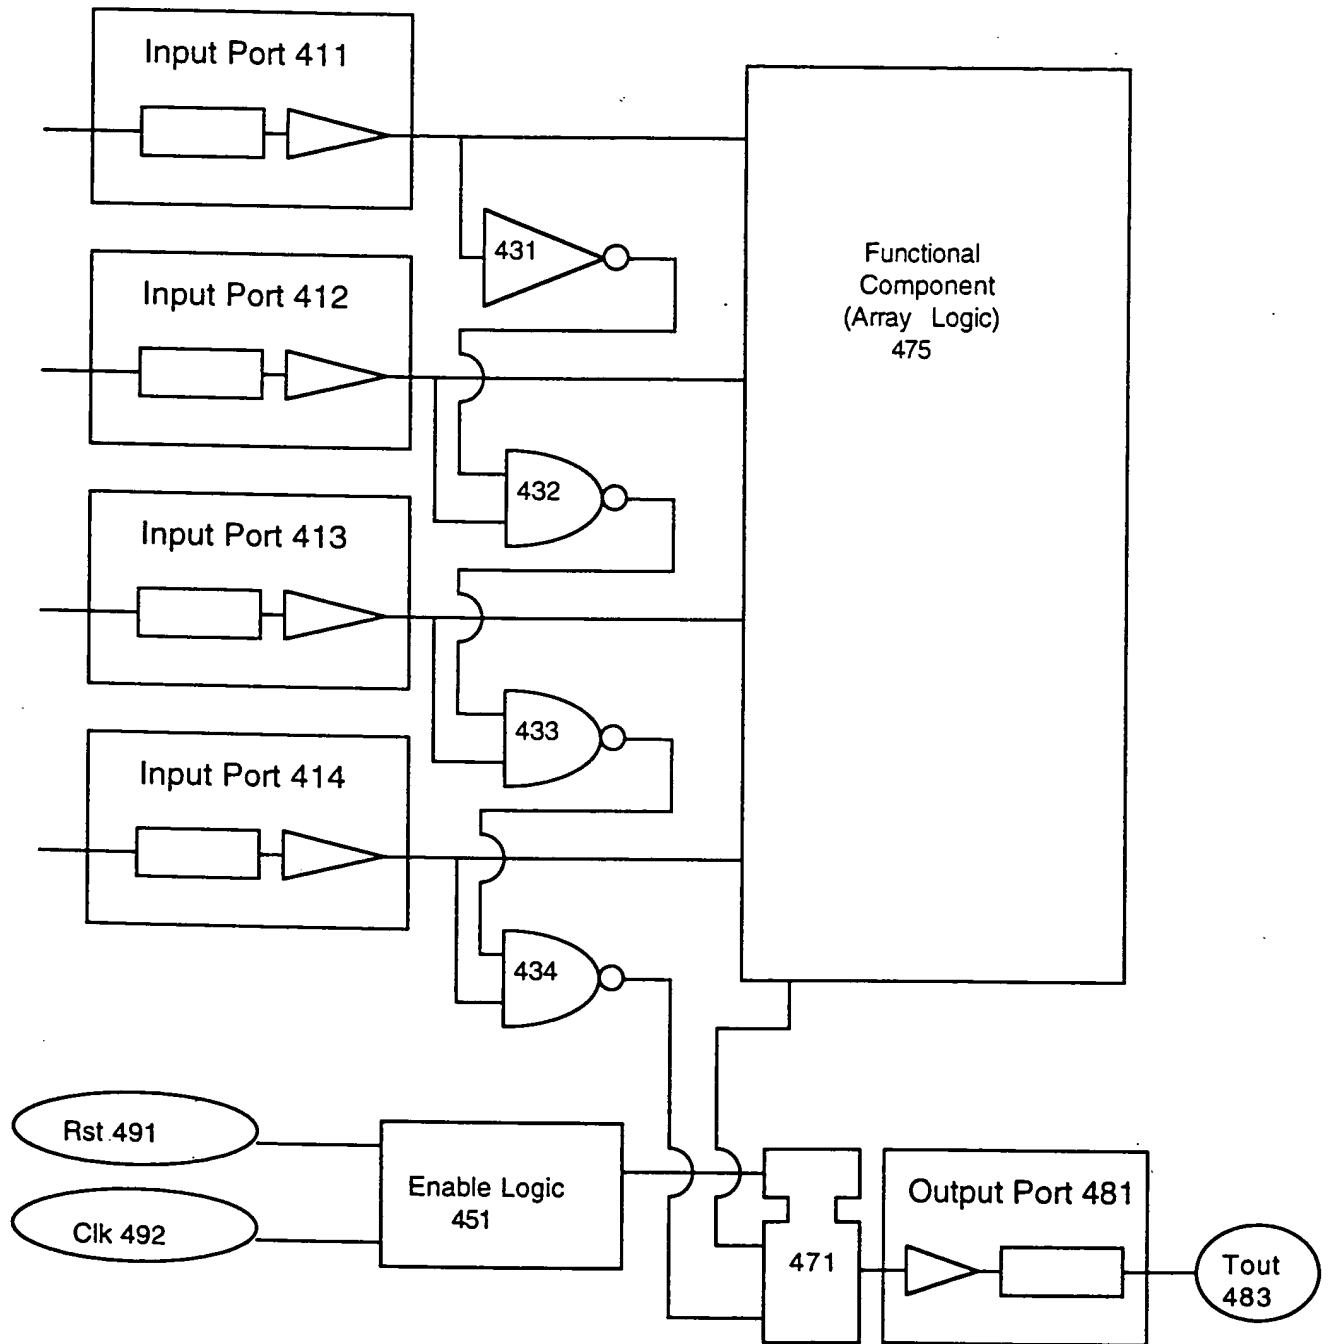 Input Port 411
431
Functional
Component
(Array Logic)
475
Input Port 412
432
Input Port 413
433
Input Port 414
434
Rst 491
Clk 492
Enable Logic
451
471
Output Port 481
Tout
483